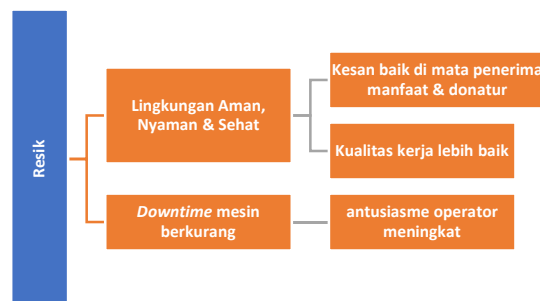 Resik
Lingkungan Aman,
Nyaman & Sehat
Kesan baik di mata penerima
manfaat & donatur
Kualitas kerja lebih baik
Downtime mesin
berkurang
antusiasme operator
meningkat